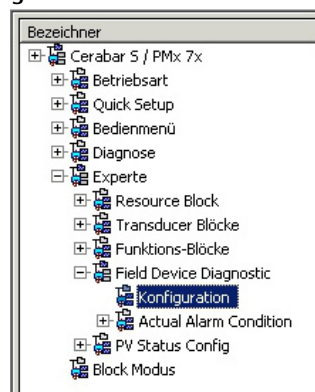 Bezeichner
Cerabar S / PMx 7x
Betriebsart
Quick Setup
Bedienmenü
Diagnose
Experte
Resource Block
Transducer Blöcke
Funktions-Blöcke
Field Device Diagnostic
Konfiguration
Actual Alarm Condition
PV Status Config
Block Modus